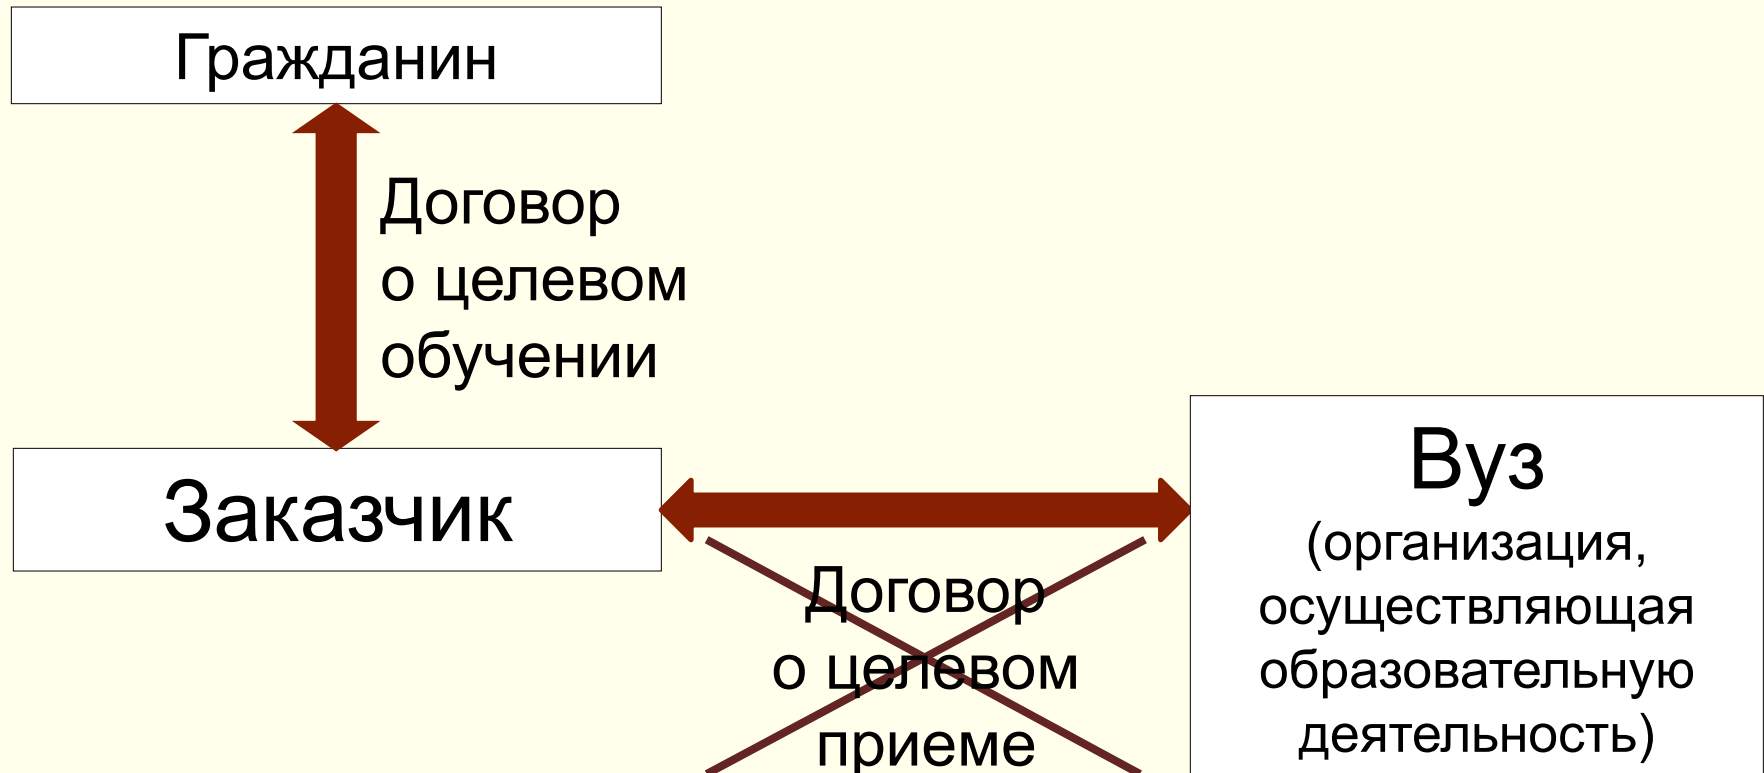 Гражданин
Договор
о целевом
обучении
Заказчик
Договор
о целевом
приеме
Вуз
(организация,
осуществляющая
образовательную
деятельность)